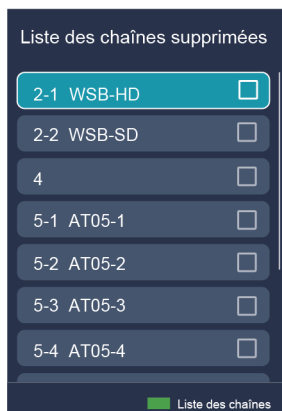 Liste des chaînes supprimées
2-1 WSB-HD
2-2 WSB-SD
4
5-1 AT05-1
5-2 AT05-2
5-3 AT05-3
5-4 AT05-4
Liste des chaînes